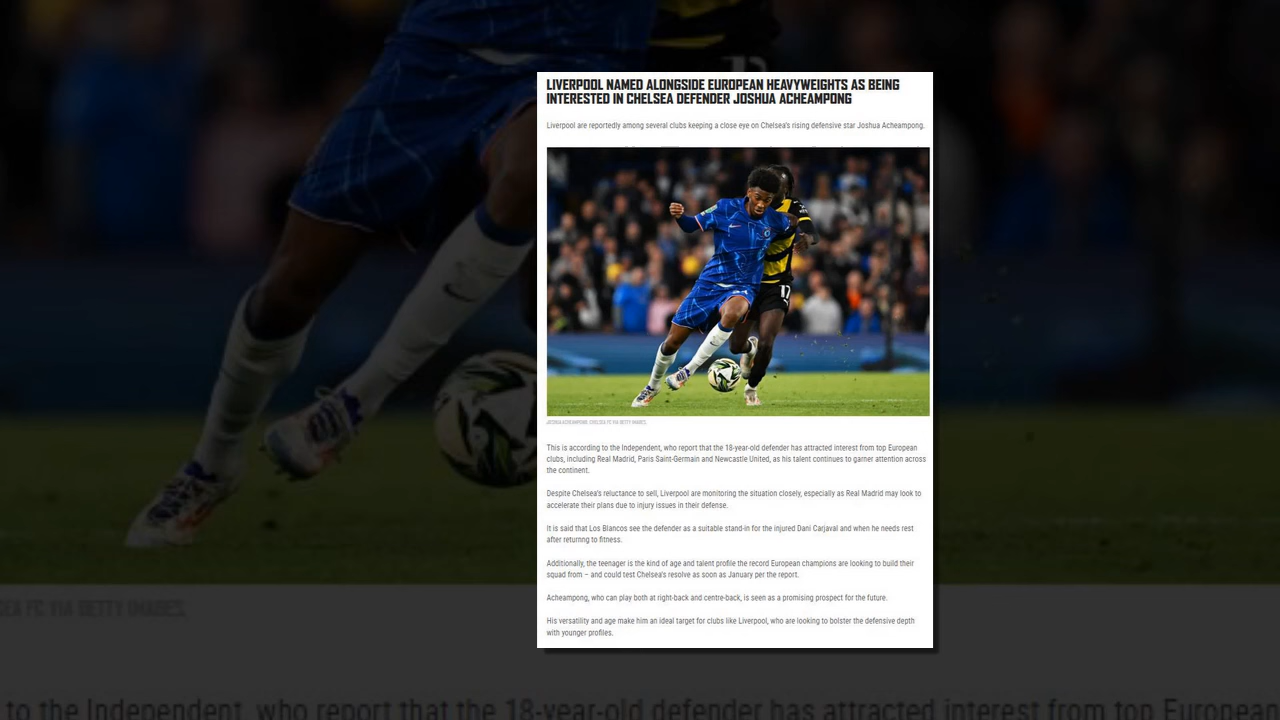 LIVERPOOL NAMED ALONGSIDE EUROPEAN HEAVYWEIGHTS AS BEING
INTERESTED IN CHELSEA DEFENDER JOSHUA ACHEAMPONG
Liverpool are reportedly among several clubs keeping a close eye on Chelsea's rising defensive star Joshua Acheampong.
17
JOSHUA ACHEAMPONG. CHELSEA FC VIA GETTY IMAGES.
This is according to the Independent, who report that the 18-year-old defender has attracted interest from top European
clubs, including Real Madrid, Paris Saint-Germain and Newcastle United, as his talent continues to garner attention across
the continent.
Despite Chelsea's reluctance to sell, Liverpool are monitoring the situation closely, especially as Real Madrid may look to
accelerate their plans due to injury issues in their defense.
It is said that Los Blancos see the defender as a suitable stand-in for the injured Dani Carjaval and when he needs rest
after returnng to fitness.
Additionally, the teenager is the kind of age and talent profile the record European champions are looking to build their
squad from – and could test Chelsea's resolve as soon as January per the report.
Acheampong, who can play both at right-back and centre-back, is seen as a promising prospect for the future.
His versatility and age make him an ideal target for clubs like Liverpool, who are looking to bolster the defensive depth
with younger profiles.
SEA FC VIA GETTY IMAGES.
to the Independent, who report that the 18-year-old defender has attracted interest from top European